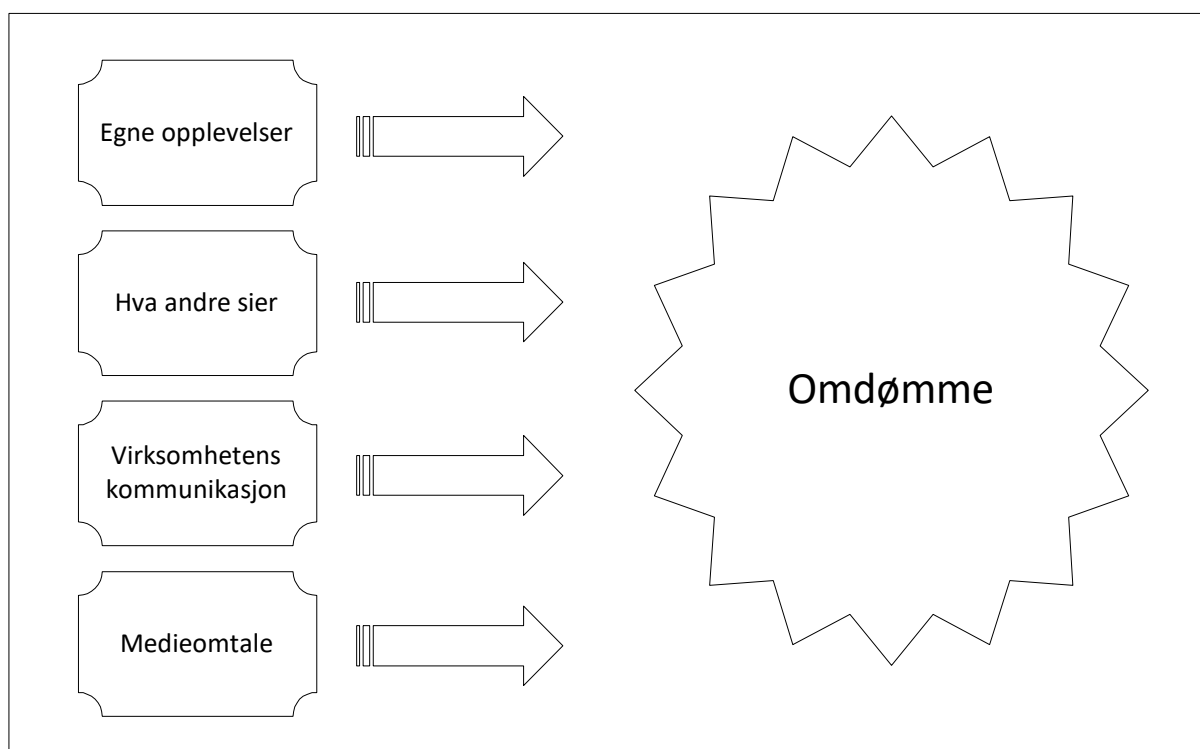 Egne opplevelser
Hva andre sier
Virksomhetens
kommunikasjon
Medieomtale
Omdømme